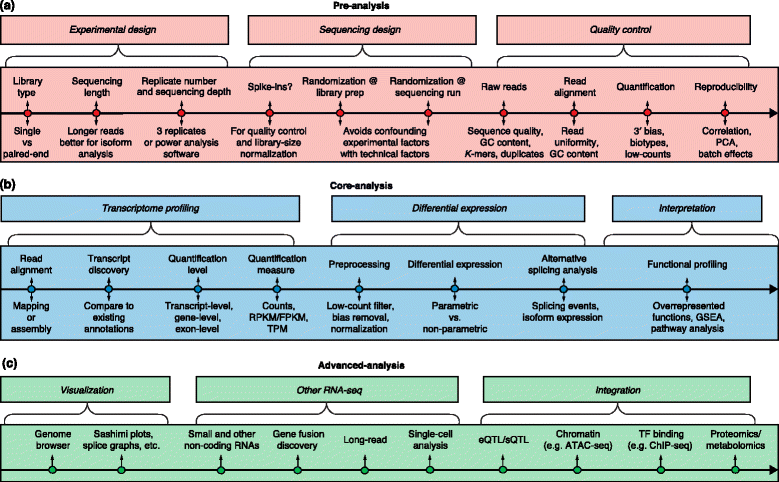 (a)
Pre-analysis
Experimental design
Sequencing design
Quality control
Library
type
Sequencing
length
Replicate number
and sequencing depth
Spike-Ins?
Randomization @
library prep
Randomization @
sequencing run
Raw reads
Read
alignment
Quantification
Reproducibility
Single
vs
paired-end
Longer reads
better for isoform
analysis
3 replicates
or power analysis
software
For quality control
and library-size
normalization
Avoids confounding
experimental factors
with technical factors
Sequence quality,
GC content,
K-mers, duplicates
Read
uniformity,
GC content
3′ bias,
biotypes,
low-counts
Correlation,
PCA,
batch effects
(b)
Core-analysis
Transcriptome profiling
Differential expression
Interpretation
Read
alignment
Transcript
discovery
Quantification
level
Quantification
measure
Preprocessing
Differential expression
Alternative
splicing analysis
Functional profiling
Mapping
or
assembly
Compare to
existing
annotations
Transcript-level,
gene-level,
exon-level
Counts,
RPKM/FPKM,
TPM
Low-count filter,
bias removal,
normalization
Parametric
vs.
non-parametric
Splicing events,
isoform expression
Overrepresented
functions, GSEA,
pathway analysis
(c)
Advanced-analysis
Visualization
Other RNA-seq
Integration
Genome
browser
Sashimi plots,
splice graphs, etc.
Small and other
non-coding RNAs
Gene fusion
discovery
Long-read
Single-cell
analysis
eQTL/sQTL
Chromatin
(e.g. ATAC-seq)
TF binding
(e.g. ChIP-seq)
Proteomics/
metabolomics